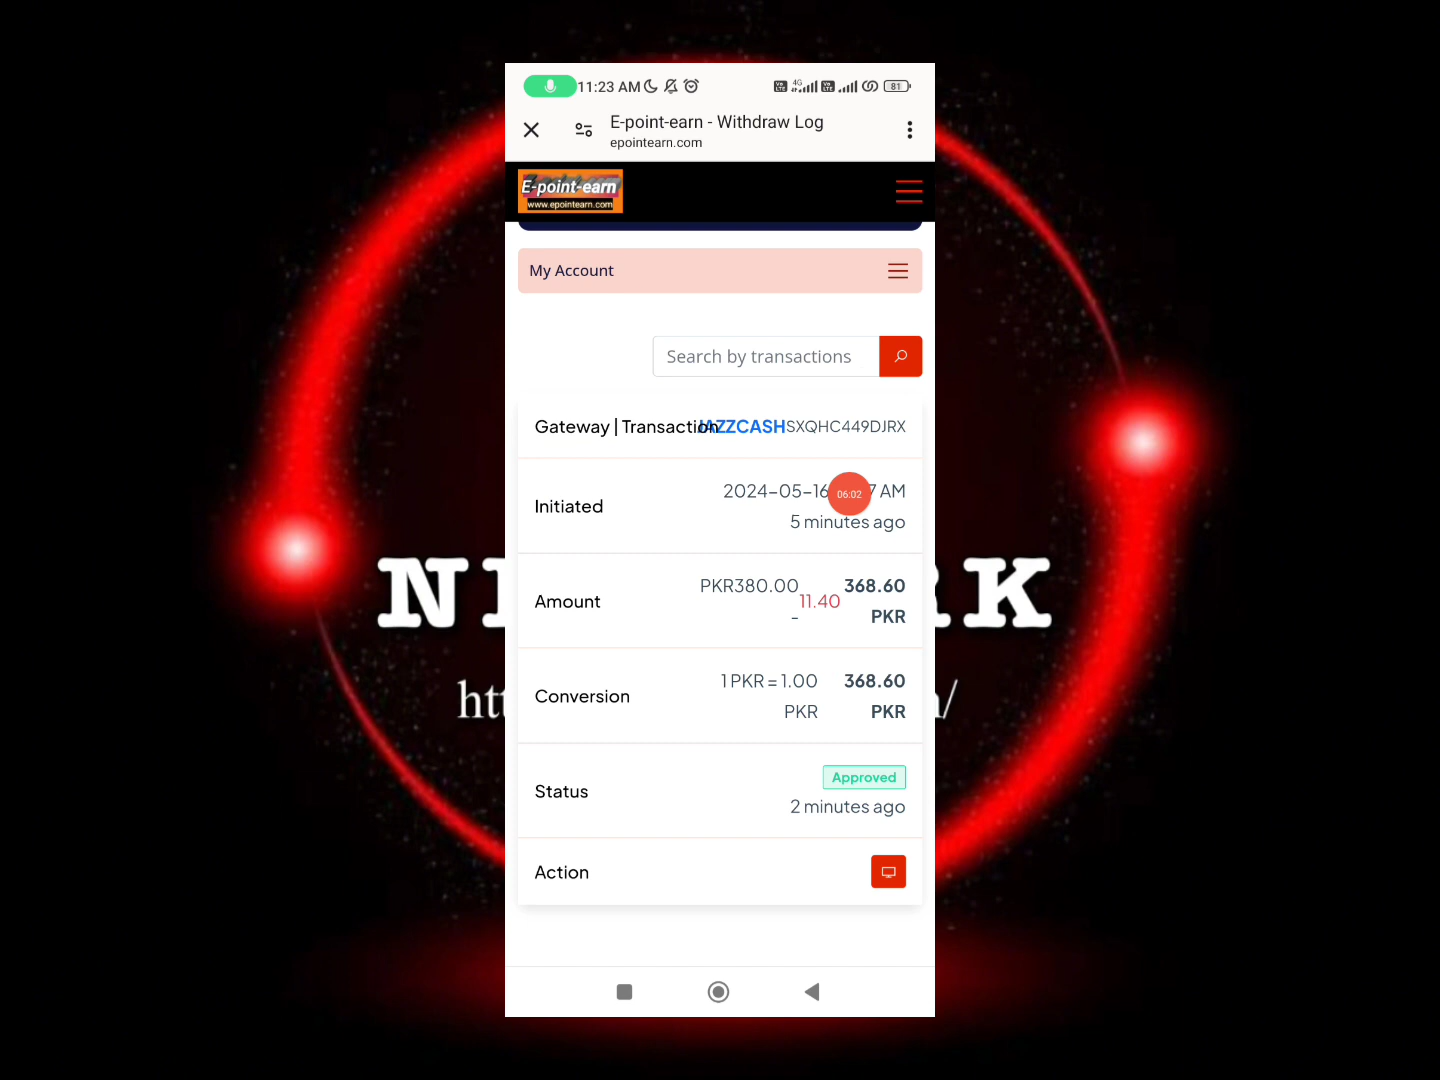 11:23 AM
4G
81
E-point-earn - Withdraw Log
epointearn.com
E-point-earn
www.epointearn.com
My Account
Search by transactions
Gateway | Transaction JAZZCASH SXQHC449DJRX
2024-05-16 AM
06:02
Initiated
5 minutes ago
PKR380.00 368.60
Amount 11.40
- PKR
1 PKR = 1.00 368.60
Conversion
PKR PKR
Approved
Status
2 minutes ago
Action